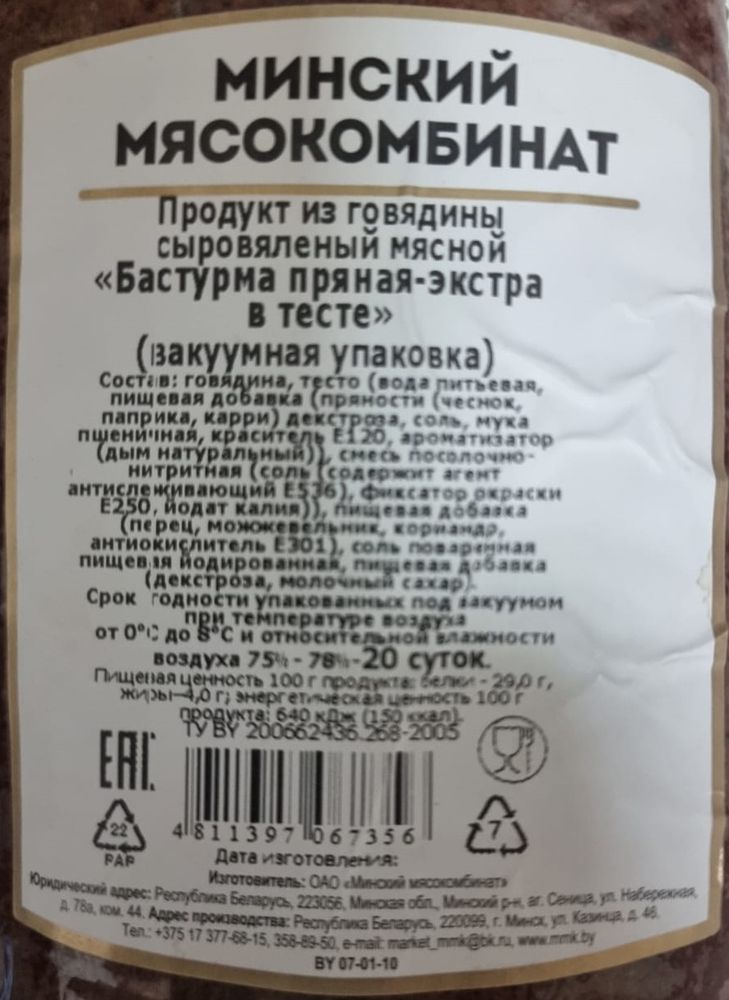 МИНСКИЙ
МЯСОКОМБИНАТ
Продукт из говядины
сыровяленый мясной
«Бастурма пряная-экстра
в тесте»
(вакуумная упаковка)
Состав: говядина, тесто (вода питьевая,
пищевая добавка (пряности (чеснок,
паприка, карри) декстроза, соль, мука
пшеничная, краситель Е120, ароматизатор
(дым натуральный)), смесь посолочно-
нитритная (соль (содержит агент
антислеживающий Е536), фиксатор окраски
Е250, йодат калия)), пищевая добавка
(перец, можжевельник, кориандр,
антиокислитель Е301), соль поваренная
пищевая йодированная, пищевая добавка
(декстроза, молочный сахар).
Срок годности упакованных под вакуумом
при температуре воздуха
от 0°С до 8°С и относительной влажности
воздуха 75% - 78% -20 суток.
Пищевая ценность 100 г продукта: белки - 29,0 г,
жиры-4,0 г; энергетическая ценность 100 г
продукта: 640 кДж (150 ккал).
ТУ BY 200662436.268-2005
ЕАС
22
PAP
4 811397 067356
7
Дата изготовления:
Изготовитель: ОАО «Минский мясокомбинат»
Юридический адрес: Республика Беларусь, 223056, Минская обл., Минский р-н, аг. Сеница, ул. Набережная,
д. 78а, ком. 44. Адрес производства: Республика Беларусь, 220099, г. Минск, ул. Казинца, д. 46.
Тел.: +375 17 377-68-15, 358-89-50, e-mail: market_mmk@bk.ru, www.mmk.by
BY 07-01-10